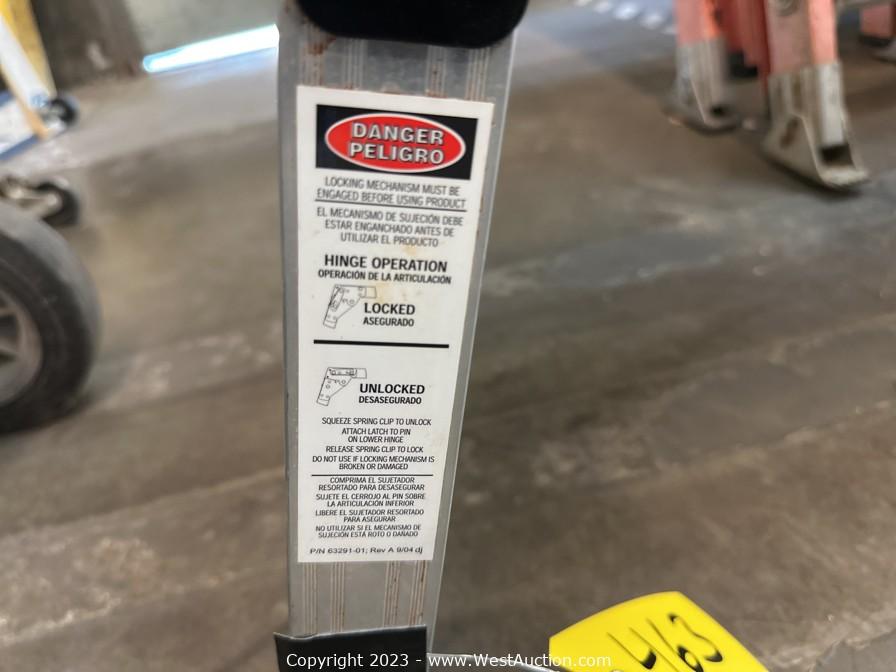 DANGER
PELIGRO
LOCKING MECHANISM MUST BE
ENGAGED BEFORE USING PRODUCT
EL MECANISMO DE SUJECIÓN DEBE
ESTAR ENGANCHADO ANTES DE
UTILIZAR EL PRODUCTO
HINGE OPERATION
OPERACIÓN DE LA ARTICULACIÓN
LOCKED
ASEGURADO
UNLOCKED
DESASEGURADO
SQUEEZE SPRING CLIP TO UNLOCK
ATTACH LATCH TO PIN
ON LOWER HINGE
RELEASE SPRING CLIP TO LOCK
DO NOT USE IF LOCKING MECHANISM IS
BROKEN OR DAMAGED
COMPRIMA EL SUJETADOR
RESORTADO PARA DESASEGURAR
SUJETE EL CERROJO AL PIN SOBRE
LA ARTICULACIÓN INFERIOR
LIBERE EL SUJETADOR RESORTADO
PARA ASEGURAR
NO UTILIZAR SI EL MECANISMO DE
SUJECIÓN ESTÁ ROTO O DAÑADO
P/N 63291-01; Rev A 9/04 dj
Copyright 2023 - www.WestAuction.com